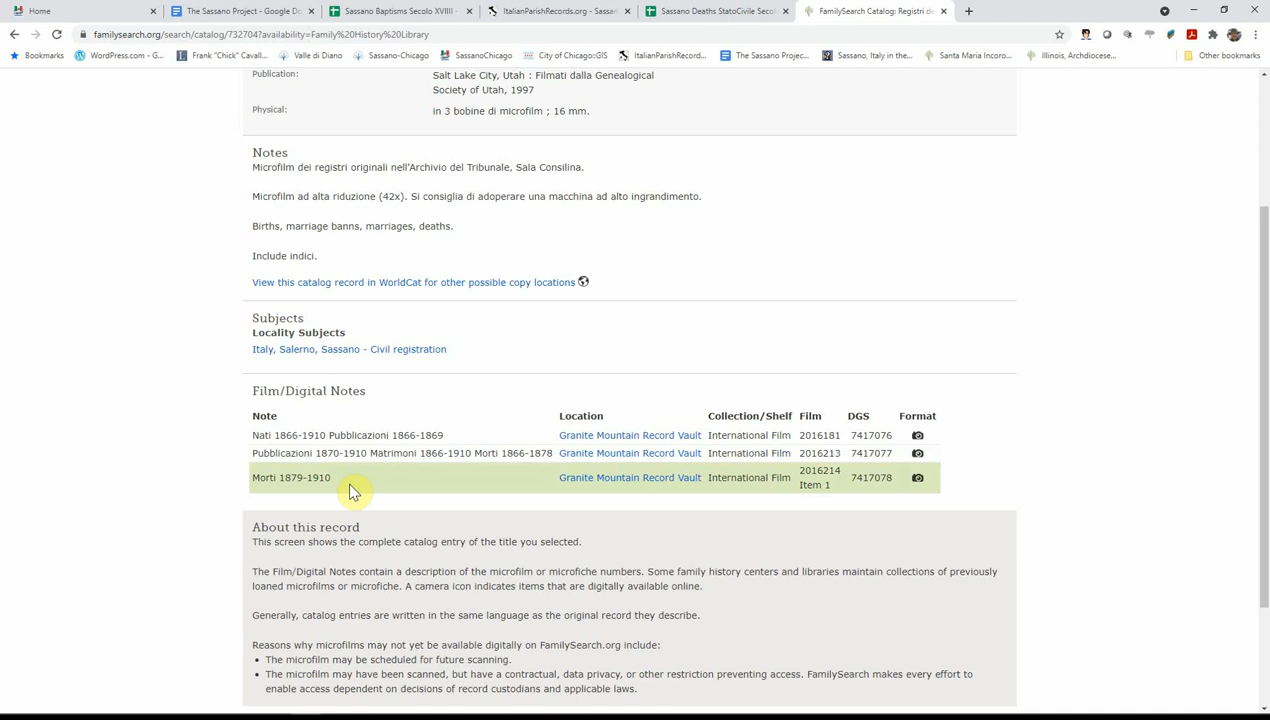 Home
The Sassano Project - Google Do
Sassano Baptisms Secolo XVIIII -
ItalianParishRecords.org - Sassan
Sassano Deaths StatoCivile Seco
FamilySearch Catalog: Registri de
familysearch.org/search/catalog/732704?availability=Family%20History%20Library
Bookmarks
WordPress.com - G...
Frank "Chick" Cavall...
Valle di Diano
Sassano-Chicago
SassanoChicago
City of Chicago:GIS
ItalianParishRecord...
The Sassano Projec...
Sassano, Italy in the...
Santa Maria Incoro...
Illinois, Archdiocese...
Other bookmarks
Publication:
Salt Lake City, Utah : Filmati dalla Genealogical
Society of Utah, 1997
Physical:
in 3 bobine di microfilm ; 16 mm.
Notes
Microfilm dei registri originali nell'Archivio del Tribunale, Sala Consilina.
Microfilm ad alta riduzione (42x). Si consiglia di adoperare una macchina ad alto ingrandimento.
Births, marriage banns, marriages, deaths.
Include indici.
View this catalog record in WorldCat for other possible copy locations
Subjects
Locality Subjects
Italy, Salerno, Sassano - Civil registration
Film/Digital Notes
Note Location Collection/Shelf Film DGS Format
Nati 1866-1910 Pubblicazioni 1866-1869 Granite Mountain Record Vault International Film 2016181 7417076
Pubblicazioni 1870-1910 Matrimoni 1866-1910 Morti 1866-1878 Granite Mountain Record Vault International Film 2016213 7417077
Morti 1879-1910 Granite Mountain Record Vault International Film 2016214 Item 1 7417078
About this record
This screen shows the complete catalog entry of the title you selected.
The Film/Digital Notes contain a description of the microfilm or microfiche numbers. Some family history centers and libraries maintain collections of previously
loaned microfilms or microfiche. A camera icon indicates items that are digitally available online.
Generally, catalog entries are written in the same language as the original record they describe.
Reasons why microfilms may not yet be available digitally on FamilySearch.org include:
• The microfilm may be scheduled for future scanning.
• The microfilm may have been scanned, but have a contractual, data privacy, or other restriction preventing access. FamilySearch makes every effort to
enable access dependent on decisions of record custodians and applicable laws.